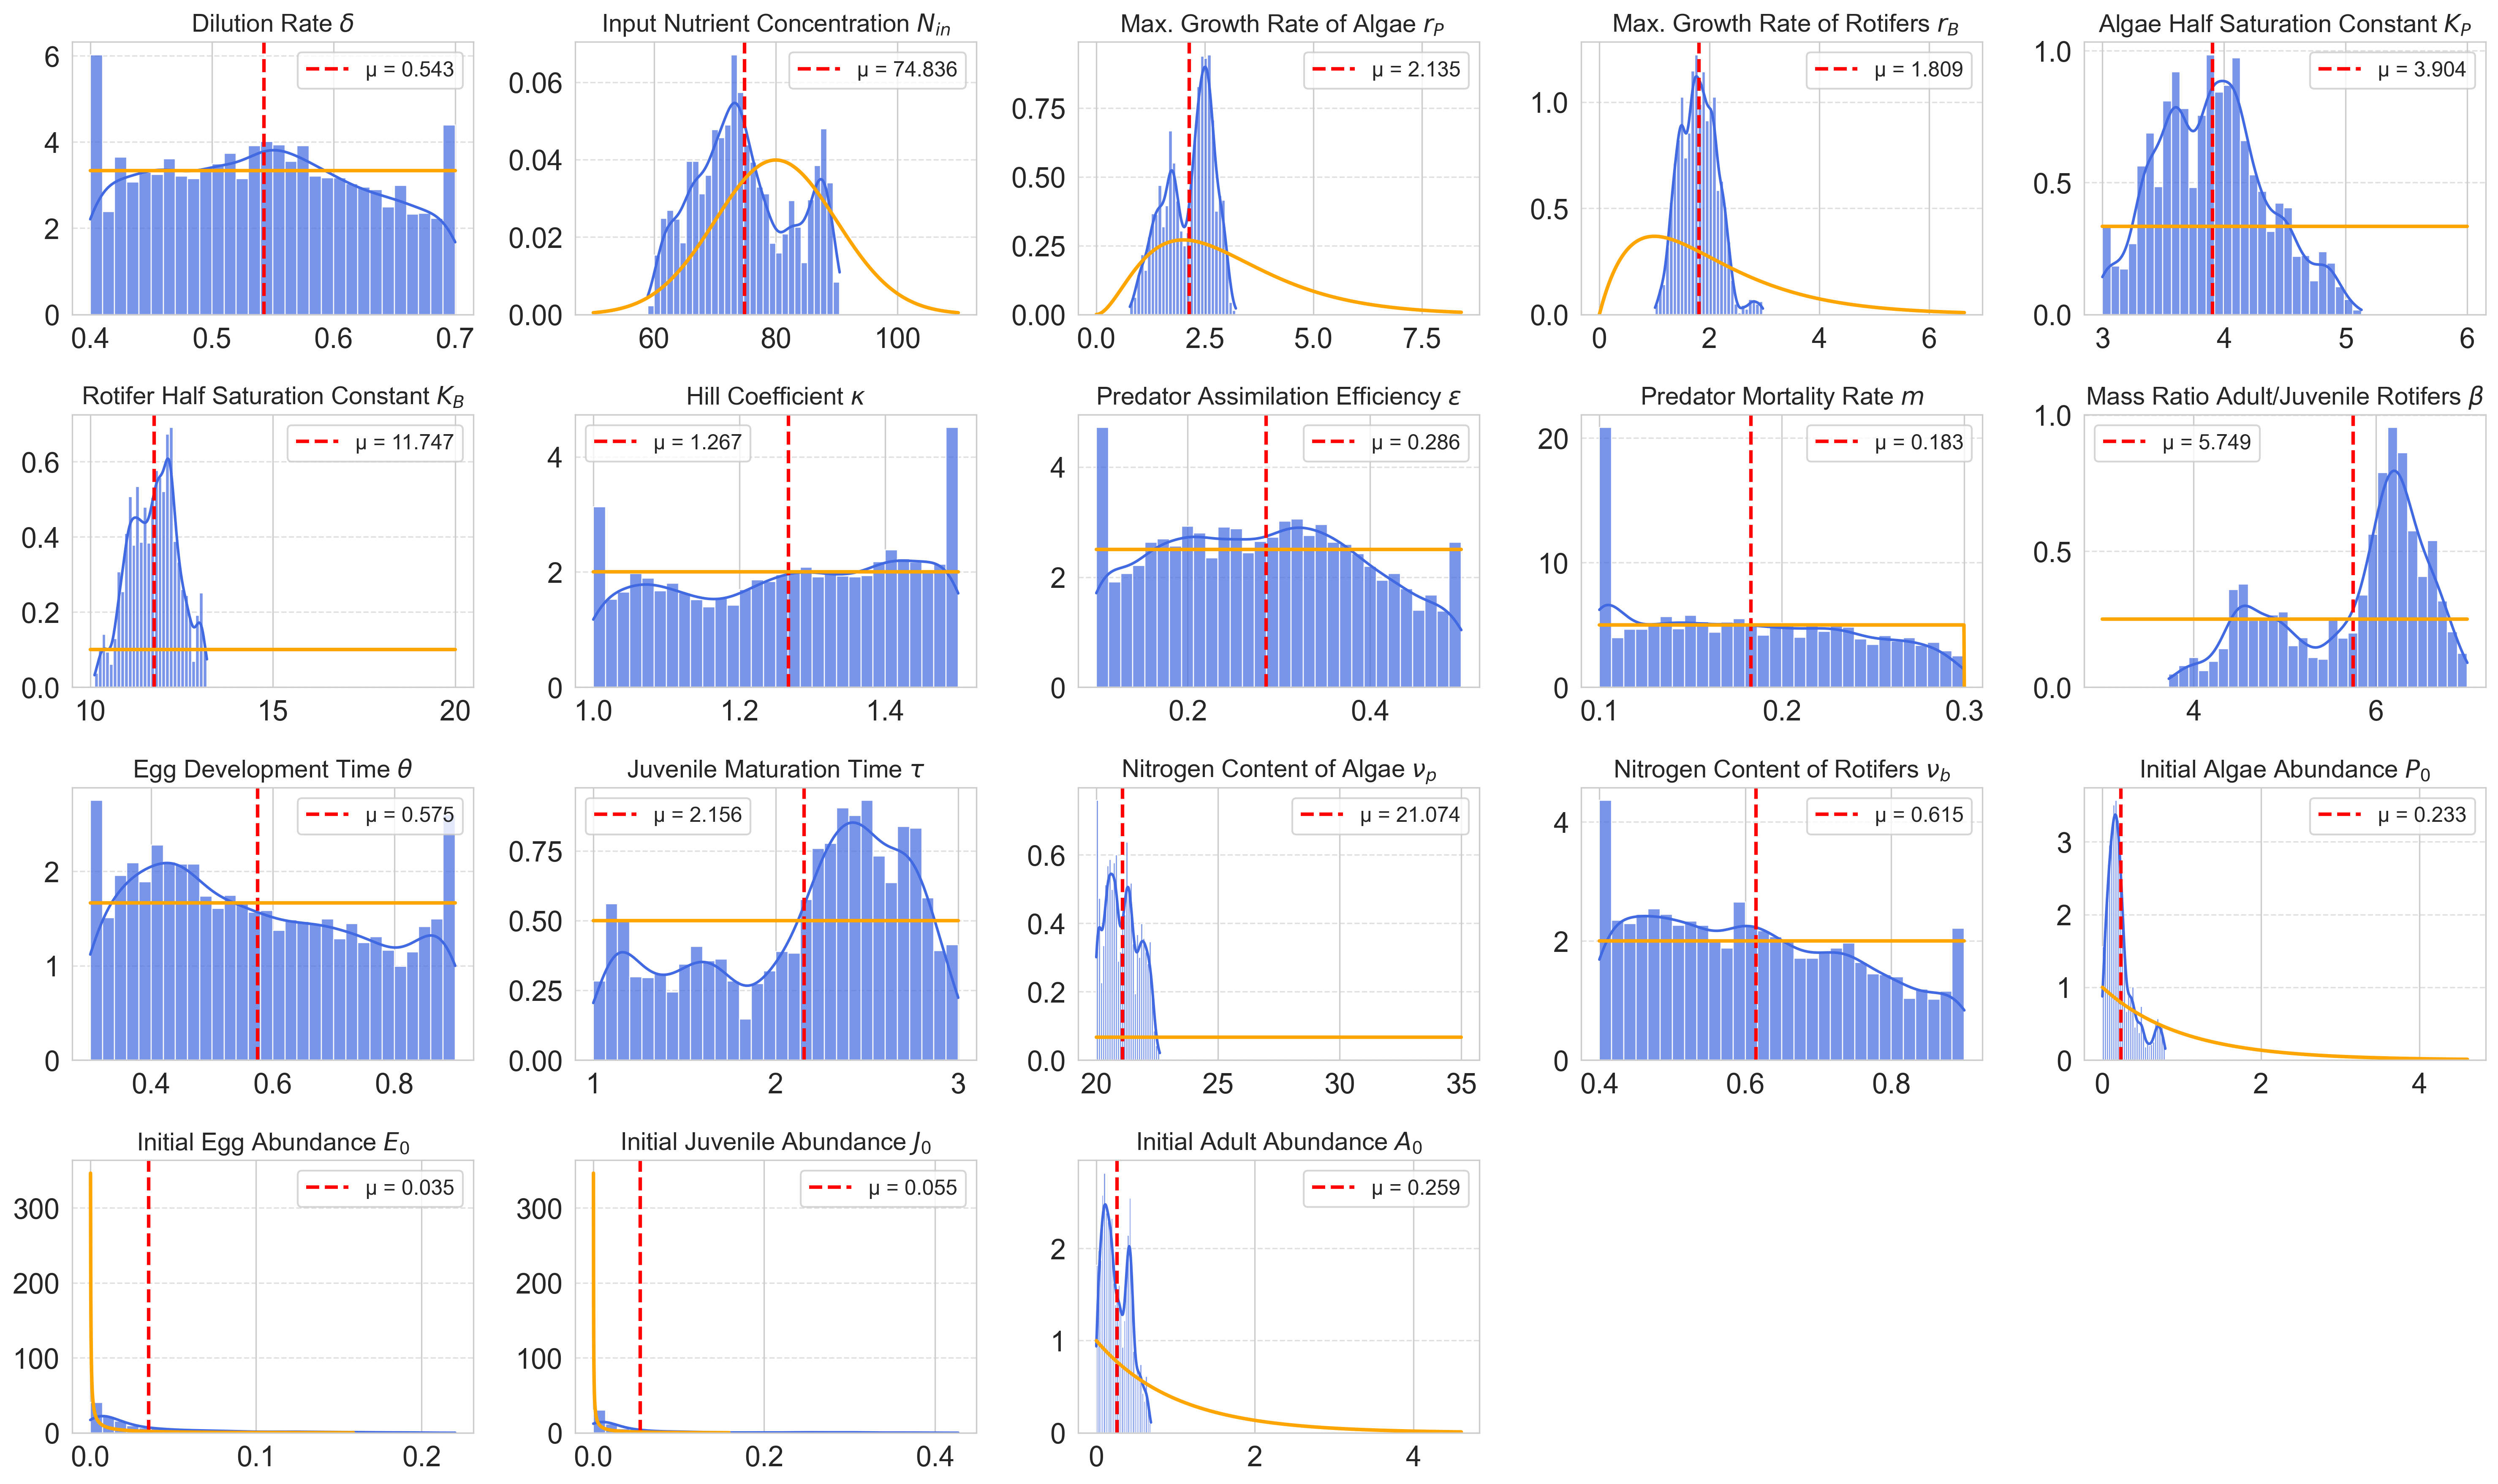 Dilution Rate δ
μ = 0.543
6
4
2
0
0.4 0.5 0.6 0.7
Input Nutrient Concentration N_in
μ = 74.836
0.06
0.04
0.02
0.00
60 80 100
Max. Growth Rate of Algae r_P
μ = 2.135
0.75
0.50
0.25
0.00
0.0 2.5 5.0 7.5
Max. Growth Rate of Rotifers r_B
μ = 1.809
1.0
0.5
0.0
0 2 4 6
Algae Half Saturation Constant K_P
μ = 3.904
1.0
0.5
0.0
3 4 5 6
Rotifer Half Saturation Constant K_B
μ = 11.747
0.6
0.4
0.2
0.0
10 15 20
Hill Coefficient κ
μ = 1.267
4
2
0
1.0 1.2 1.4
Predator Assimilation Efficiency ε
μ = 0.286
4
2
0
0.2 0.4
Predator Mortality Rate m
μ = 0.183
20
10
0
0.1 0.2 0.3
Mass Ratio Adult/Juvenile Rotifers β
μ = 5.749
1.0
0.5
0.0
4 6
Egg Development Time θ
μ = 0.575
2
1
0
0.4 0.6 0.8
Juvenile Maturation Time τ
μ = 2.156
0.75
0.50
0.25
0.00
1 2 3
Nitrogen Content of Algae ν_p
μ = 21.074
0.6
0.4
0.2
0.0
20 25 30 35
Nitrogen Content of Rotifers ν_b
μ = 0.615
4
2
0
0.4 0.6 0.8
Initial Algae Abundance P_0
μ = 0.233
3
2
1
0
0 2 4
Initial Egg Abundance E_0
μ = 0.035
300
200
100
0
0.0 0.1 0.2
Initial Juvenile Abundance J_0
μ = 0.055
300
200
100
0
0.0 0.2 0.4
Initial Adult Abundance A_0
μ = 0.259
2
1
0
0 2 4